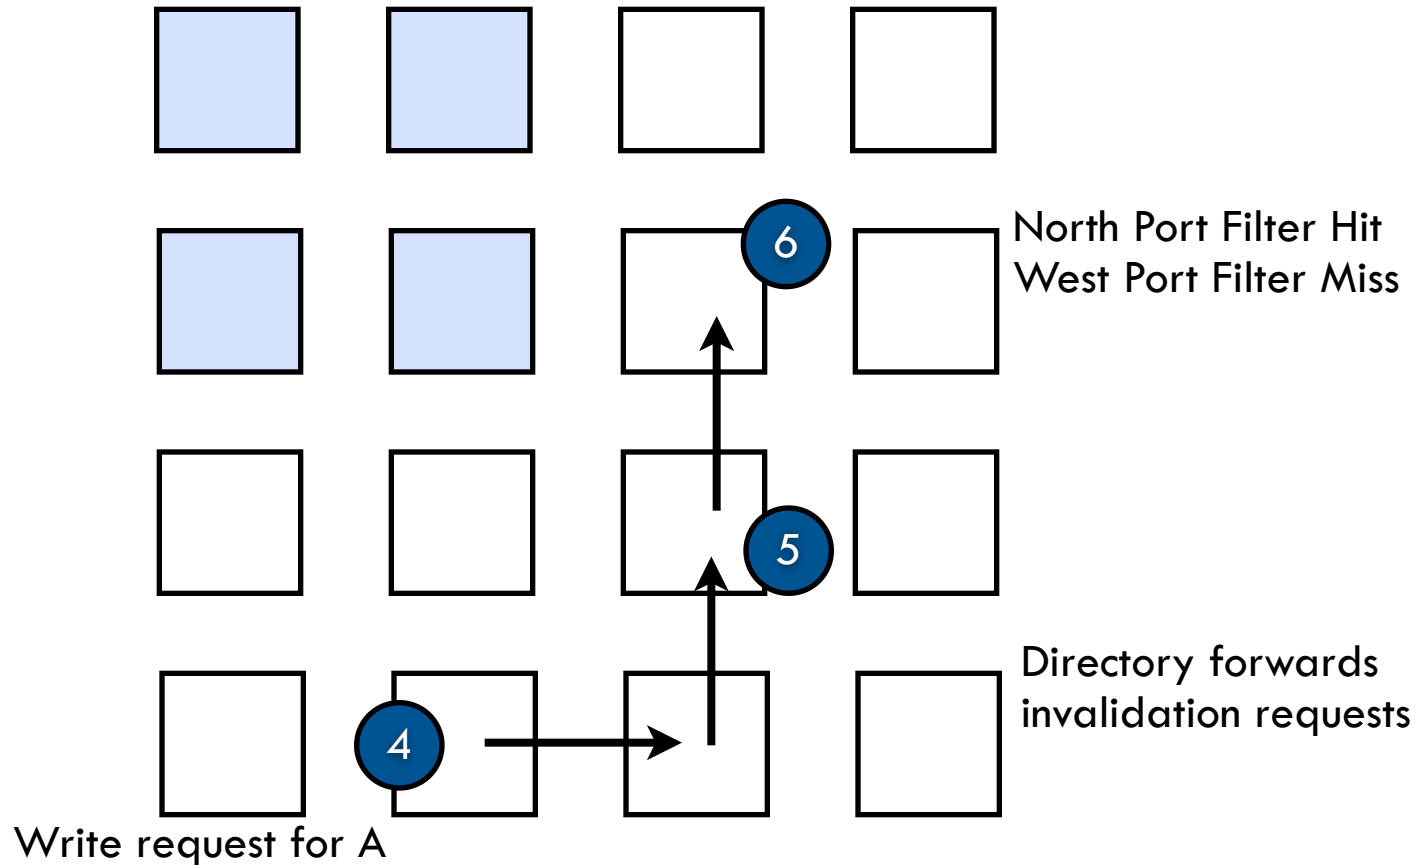 6
North Port Filter Hit
West Port Filter Miss
5
Directory forwards
invalidation requests
4
Write request for A